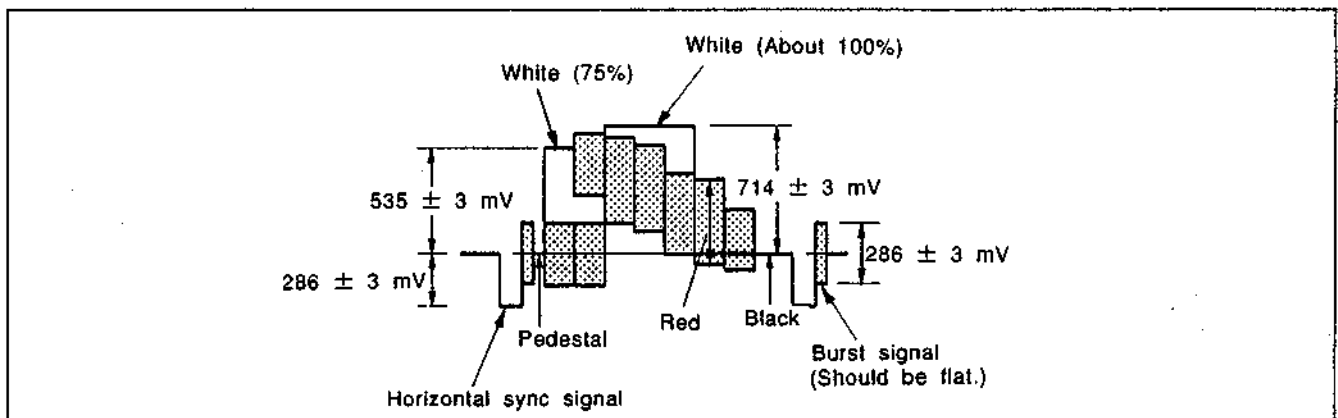 White (About 100%)
White (75%)
535 ± 3 mV
714 ± 3 mV
286 ± 3 mV
286 ± 3 mV
Pedestal
Red
Black
Burst signal
(Should be flat.)
Horizontal sync signal